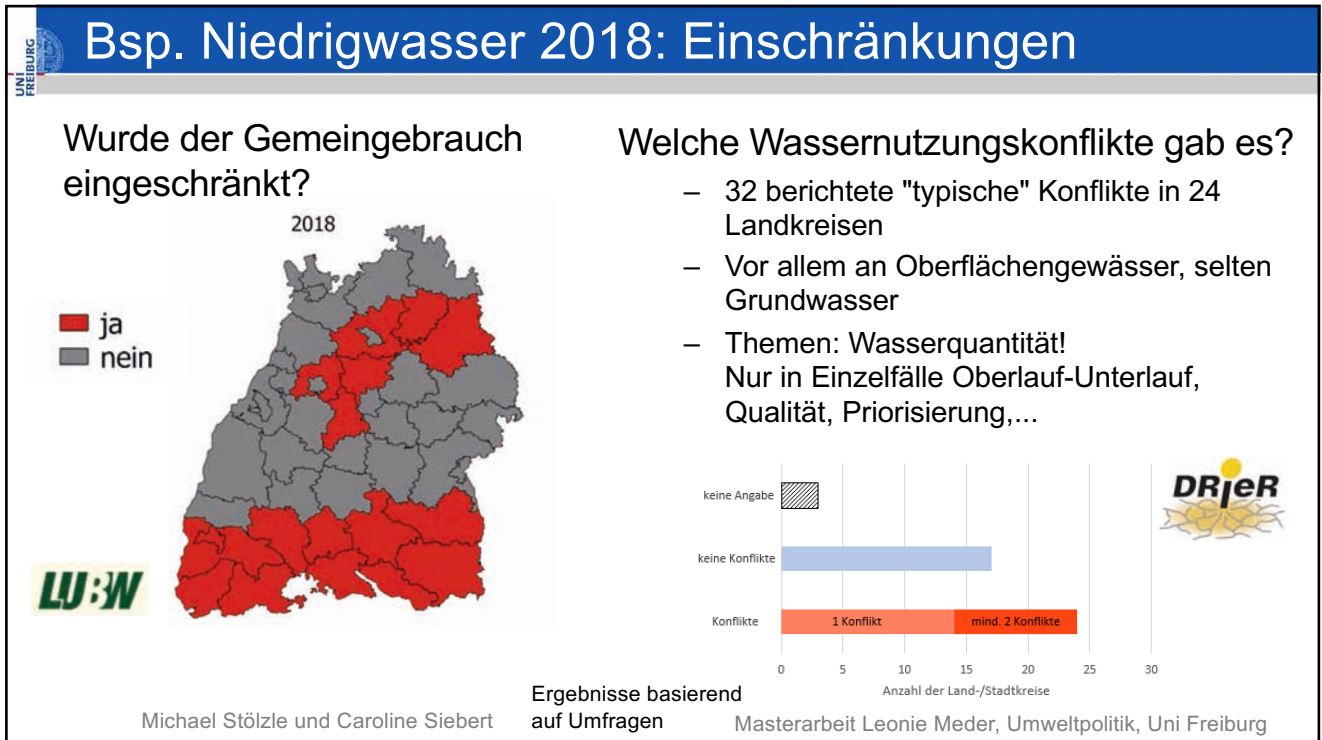 Bsp. Niedrigwasser 2018: Einschränkungen
UNI
FREIBURG
Wurde der Gemeingebrauch
eingeschränkt?
2018
ja
nein
LUBW
Michael Stölzle und Caroline Siebert
Welche Wassernutzungskonflikte gab es?
– 32 berichtete "typische" Konflikte in 24
Landkreisen
– Vor allem an Oberflächengewässer, selten
Grundwasser
– Themen: Wasserquantität!
Nur in Einzelfälle Oberlauf-Unterlauf,
Qualität, Priorisierung,...
DRIeR
keine Angabe
keine Konflikte
Konflikte
1 Konflikt
mind. 2 Konflikte
0 5 10 15 20 25 30
Anzahl der Land-/Stadtkreise
Ergebnisse basierend
auf Umfragen
Masterarbeit Leonie Meder, Umweltpolitik, Uni Freiburg